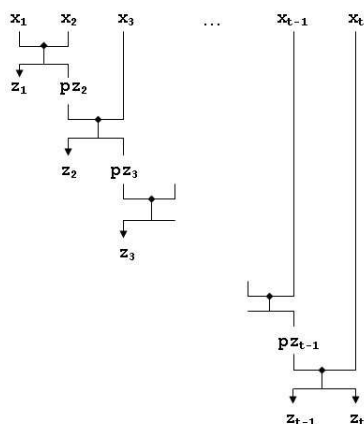 x₁ x₂ x₃ ... xₜ₋₁ xₜ
z₁ pz₂
z₂ pz₃
z₃
pzₜ₋₁
zₜ₋₁ zₜ